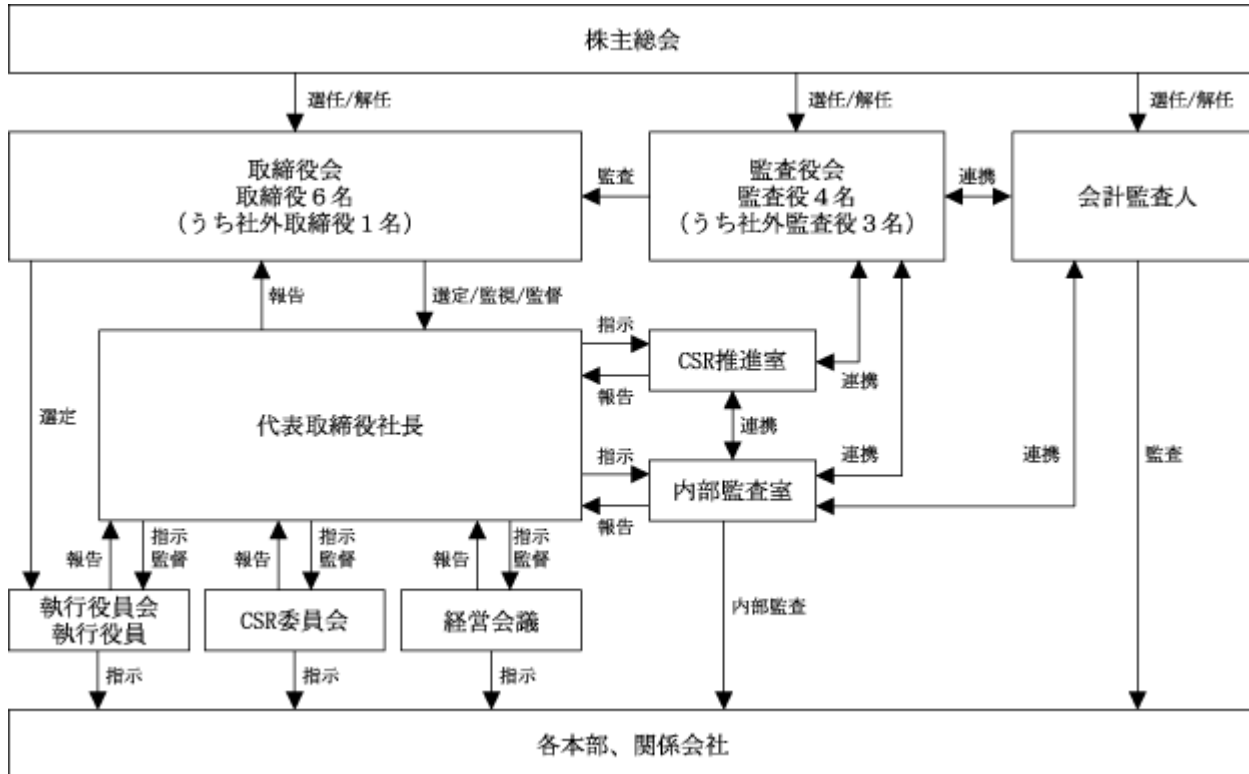 株主総会
選任/解任
選任/解任
選任/解任
取締役会
取締役6名
(うち社外取締役1名)
監査
監査役会
監査役4名
(うち社外監査役3名)
連携
会計監査人
報告
選定/監視/監督
指示
CSR推進室
報告
連携
選定
代表取締役社長
連携
指示
内部監査室
報告
連携
連携
監査
報告
指示
監督
報告
指示
監督
報告
指示
監督
執行役員会
執行役員
CSR委員会
経営会議
内部監査
指示
指示
指示
各本部、関係会社